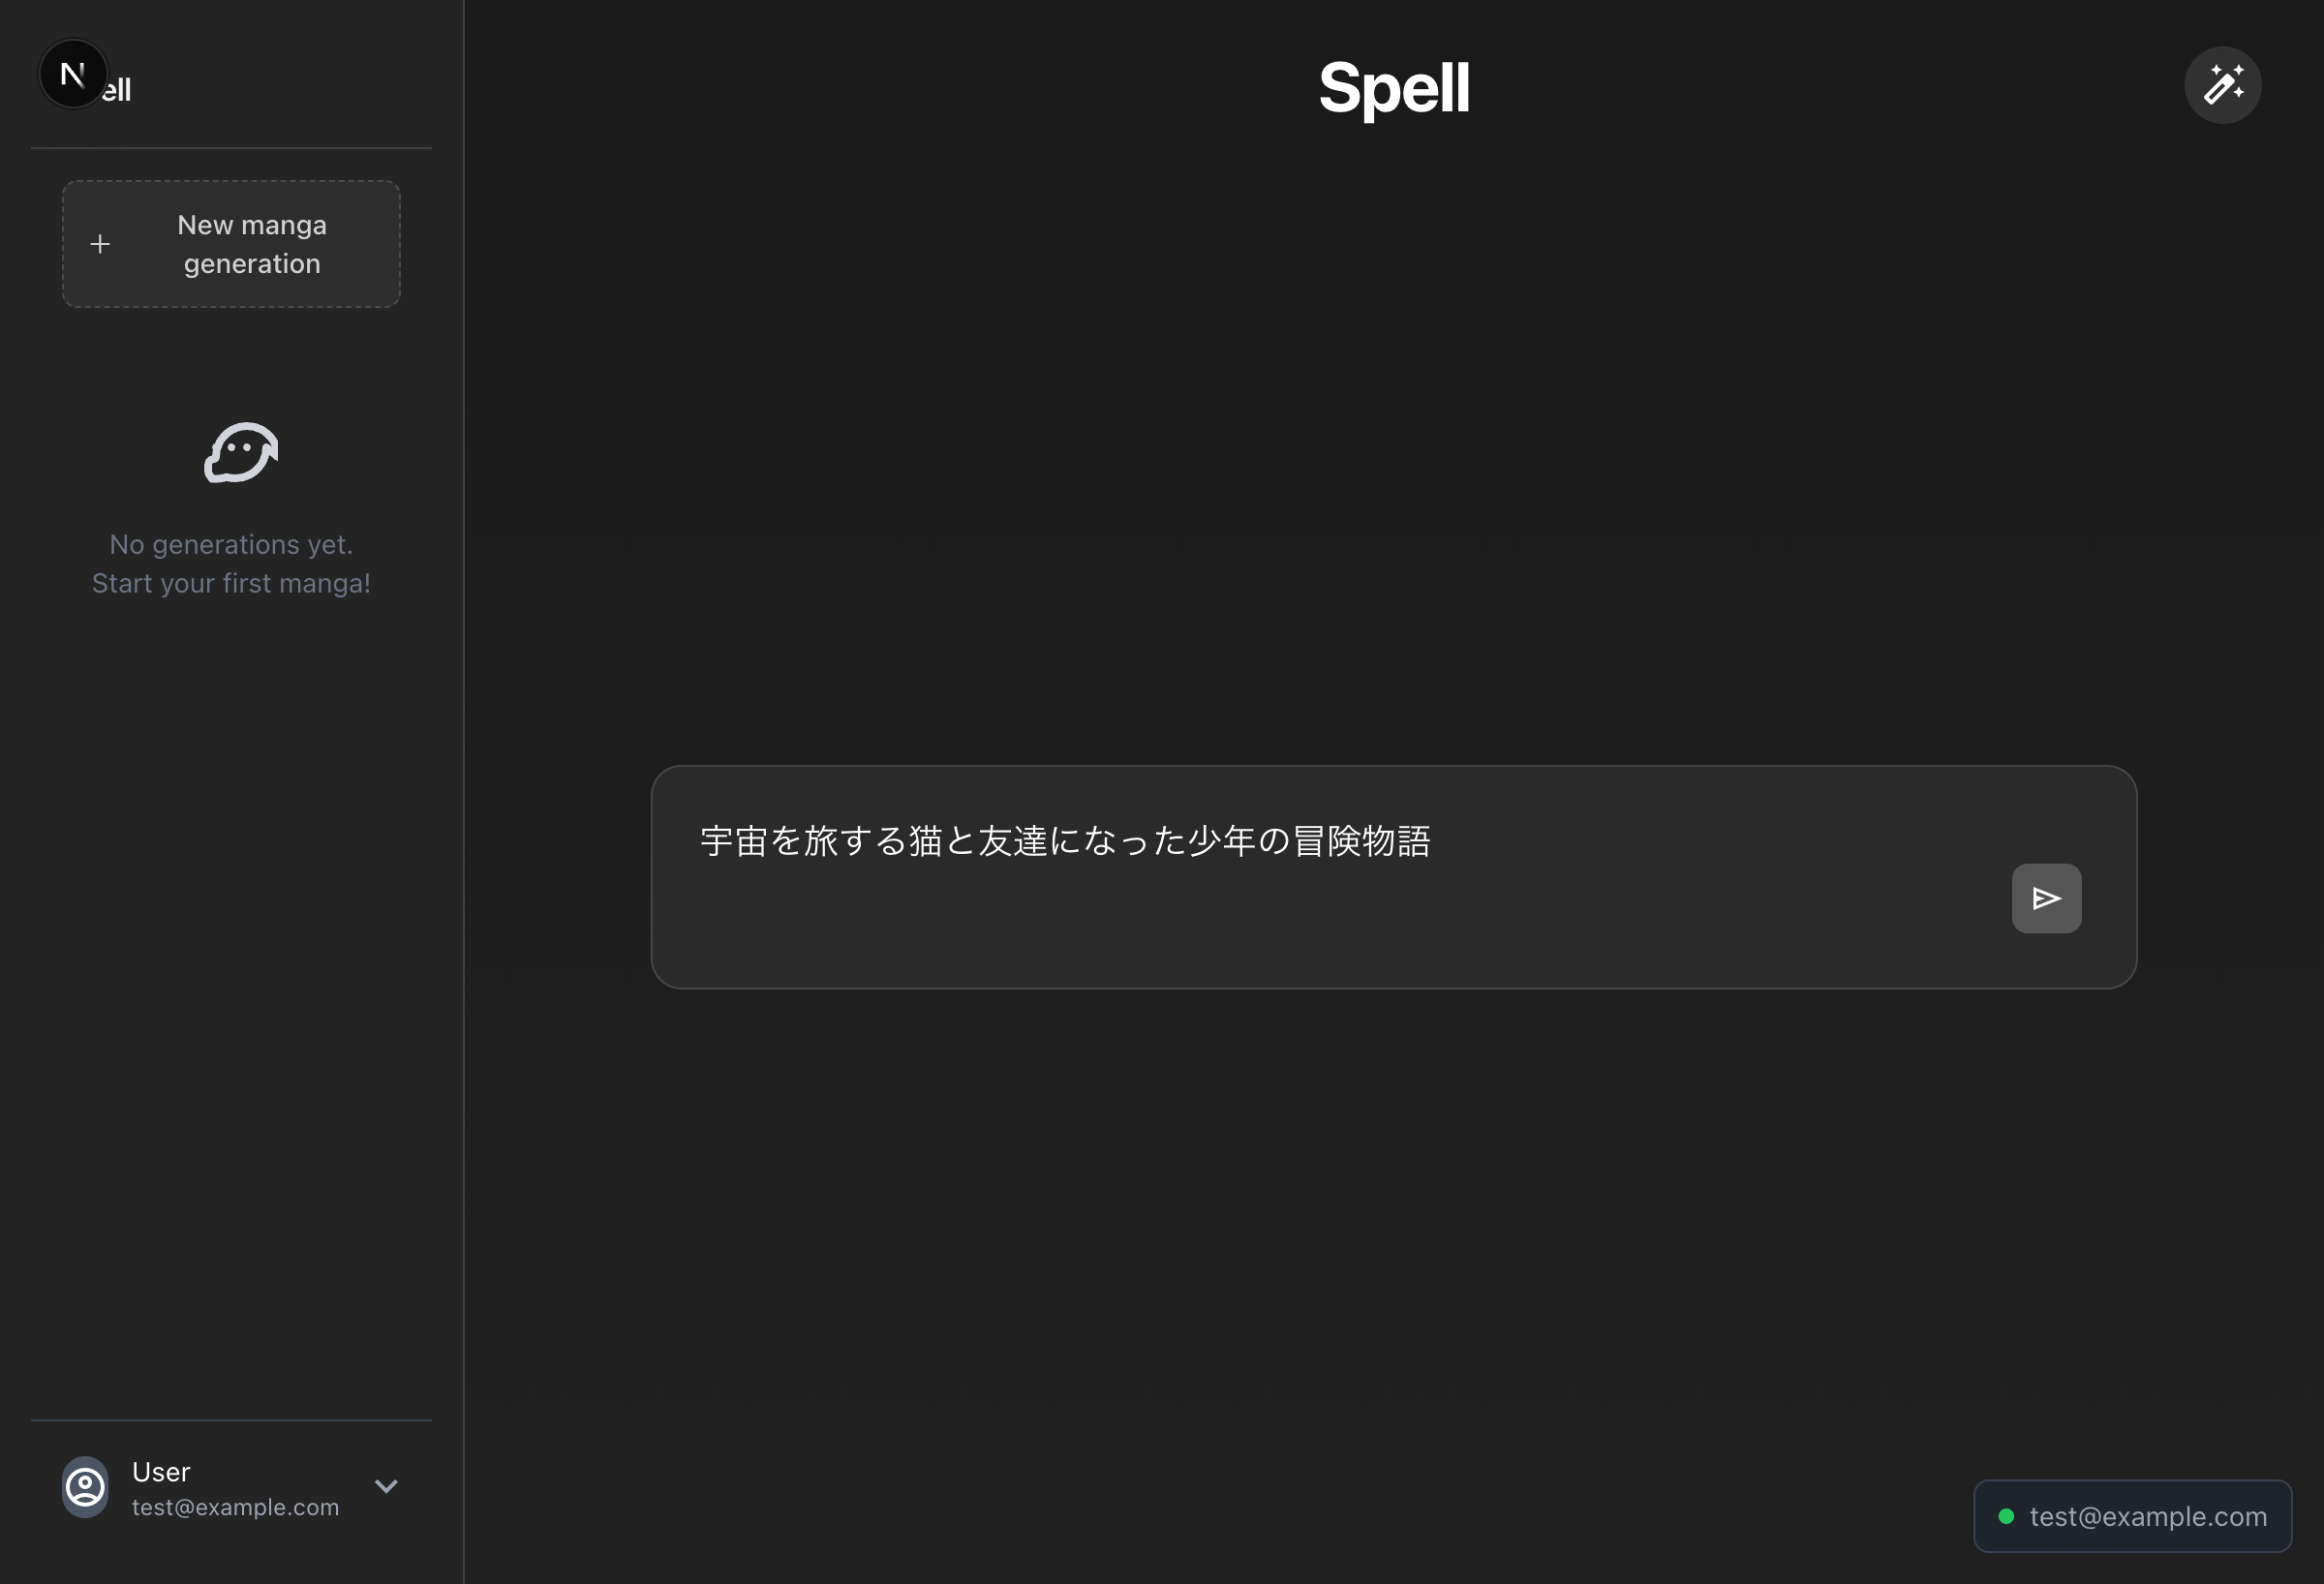 N
ell
New manga
generation
No generations yet.
Start your first manga!
User
test@example.com
Spell
宇宙を旅する猫と友達になった少年の冒険物語
test@example.com